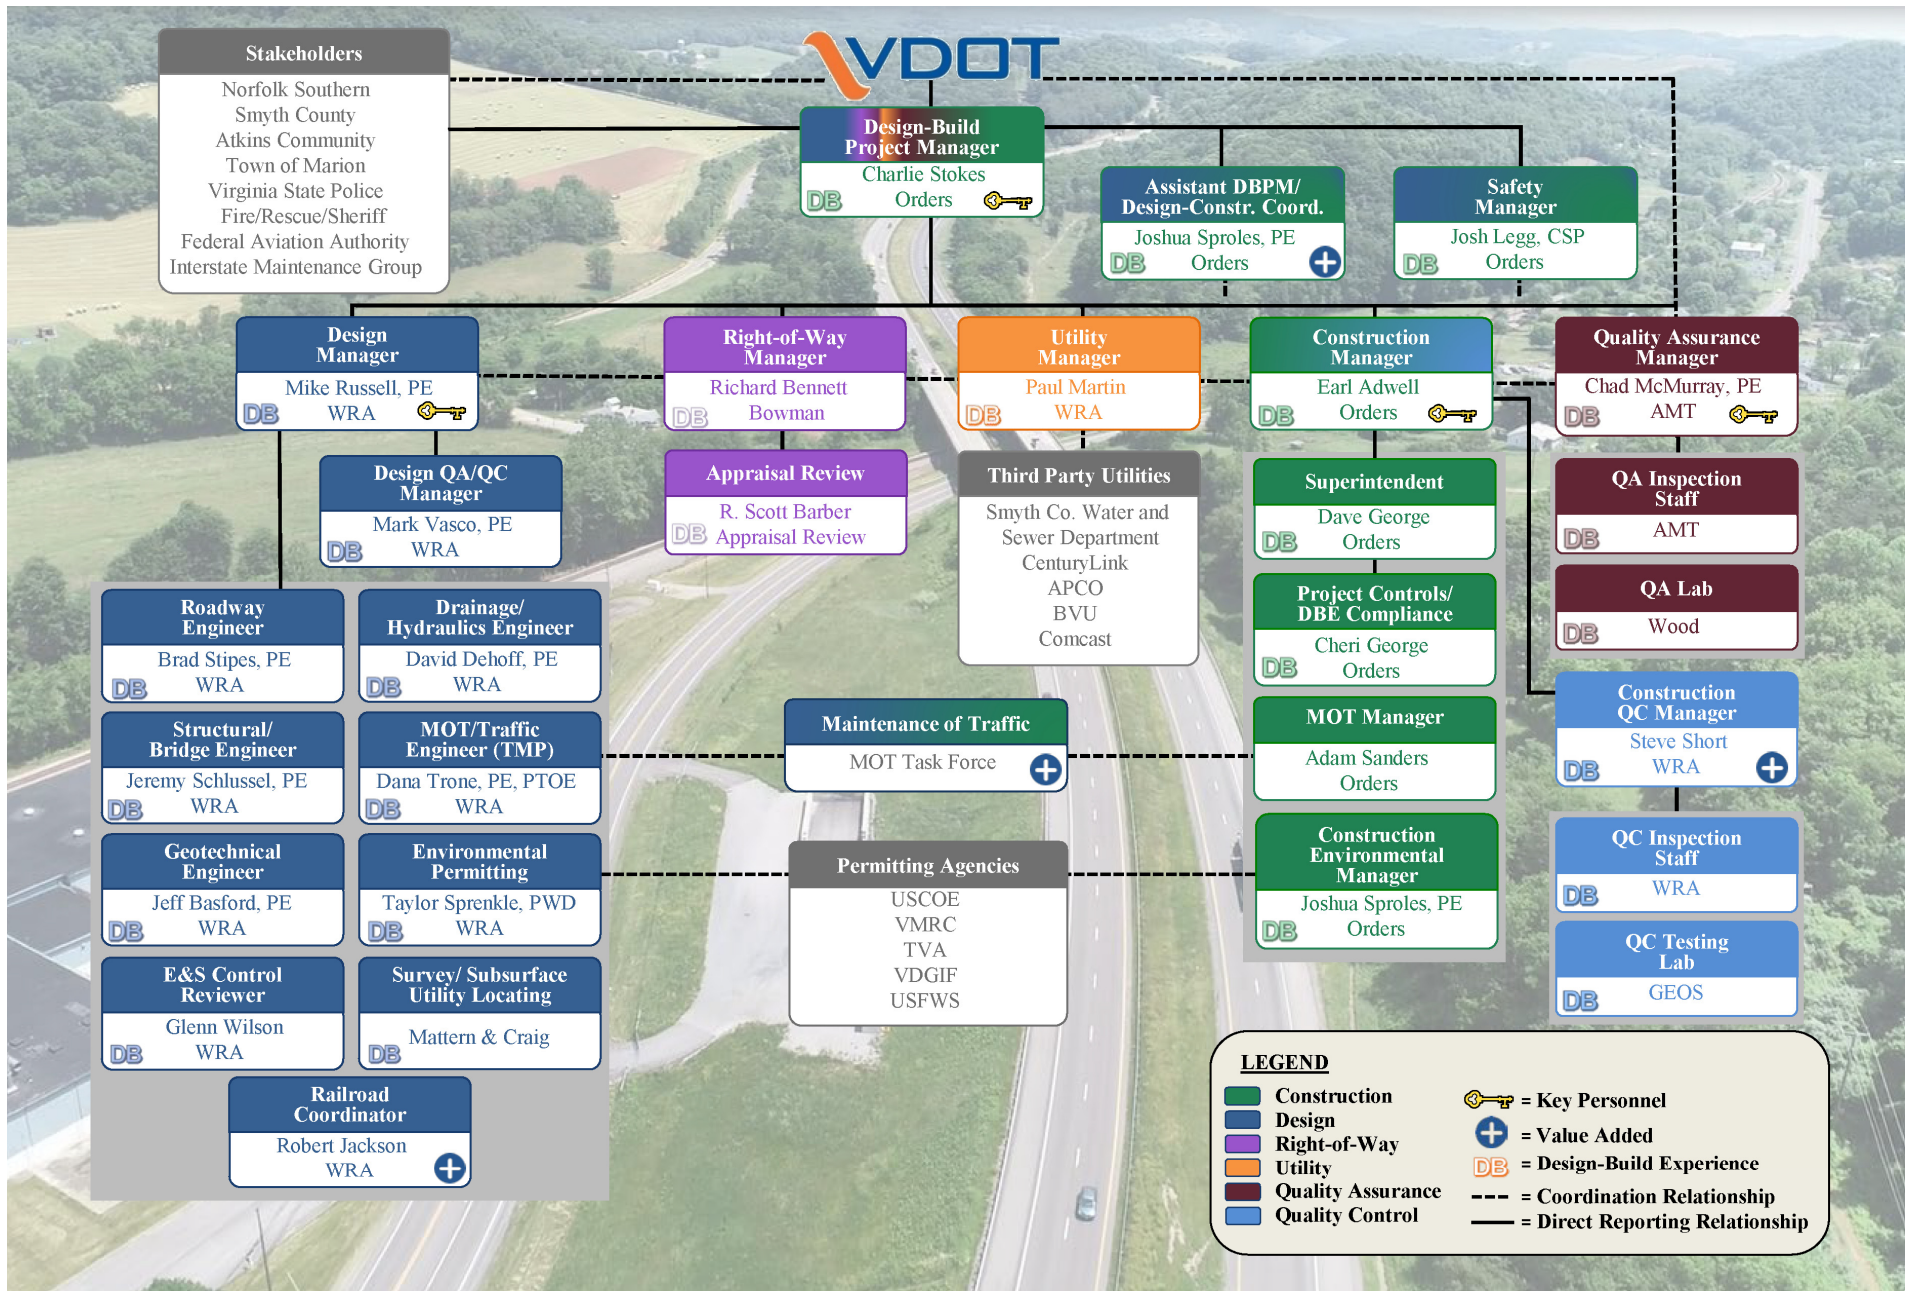 VDOT
Stakeholders
Norfolk Southern
Smyth County
Atkins Community
Town of Marion
Virginia State Police
Fire/Rescue/Sheriff
Federal Aviation Authority
Interstate Maintenance Group
Design-Build
Project Manager
Charlie Stokes
DB
Orders
Assistant DBPM/
Design-Constr. Coord.
Joshua Sproles, PE
DB
Orders
Safety
Manager
Josh Legg, CSP
DB
Orders
Design
Manager
Mike Russell, PE
DB
WRA
Right-of-Way
Manager
Richard Bennett
DB
Bowman
Utility
Manager
Paul Martin
DB
WRA
Construction
Manager
Earl Adwell
DB
Orders
Quality Assurance
Manager
Chad McMurray, PE
DB
AMT
Design QA/QC
Manager
Mark Vasco, PE
DB
WRA
Appraisal Review
R. Scott Barber
DB
Appraisal Review
Third Party Utilities
Smyth Co. Water and
Sewer Department
CenturyLink
APCO
BVU
Comcast
Superintendent
Dave George
DB
Orders
QA Inspection
Staff
DB
AMT
Project Controls/
DBE Compliance
Cheri George
DB
Orders
QA Lab
DB
Wood
Roadway
Engineer
Brad Stipes, PE
DB
WRA
Drainage/
Hydraulics Engineer
David Dehoff, PE
DB
WRA
Structural/
Bridge Engineer
Jeremy Schlussel, PE
DB
WRA
MOT/Traffic
Engineer (TMP)
Dana Trone, PE, PTOE
DB
WRA
Maintenance of Traffic
MOT Task Force
MOT Manager
Adam Sanders
Orders
Construction
QC Manager
Steve Short
DB
WRA
Geotechnical
Engineer
Jeff Basford, PE
DB
WRA
Environmental
Permitting
Taylor Sprenkle, PWD
DB
WRA
Permitting Agencies
USCOE
VMRC
TVA
VDGIF
USFWS
Construction
Environmental
Manager
Joshua Sproles, PE
DB
Orders
QC Inspection
Staff
DB
WRA
QC Testing
Lab
DB
GEOS
E&S Control
Reviewer
Glenn Wilson
DB
WRA
Survey/ Subsurface
Utility Locating
DB
Mattern & Craig
Railroad
Coordinator
Robert Jackson
WRA
LEGEND
Construction
Design
Right-of-Way
Utility
Quality Assurance
Quality Control
= Key Personnel
= Value Added
DB = Design-Build Experience
= Coordination Relationship
= Direct Reporting Relationship